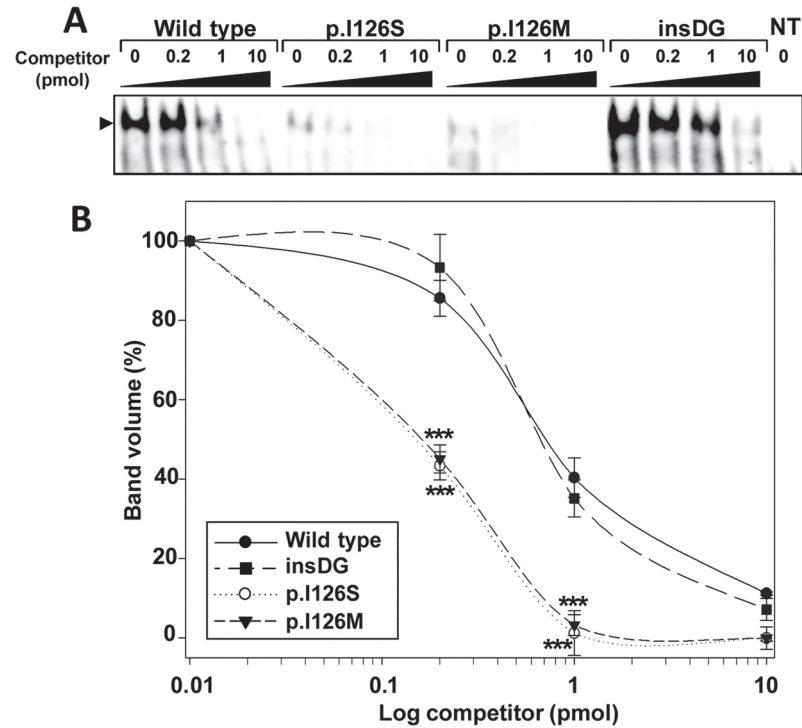 A
Wild type p.I126S p.I126M insDG NT
Competitor (pmol) 0 0.2 1 10 0 0.2 1 10 0 0.2 1 10 0 0.2 1 10 0
B
Band volume (%)
100
80
60
40
20
0
***
***
***
***
Wild type
insDG
p.I126S
p.I126M
0.01 0.1 1 10
Log competitor (pmol)